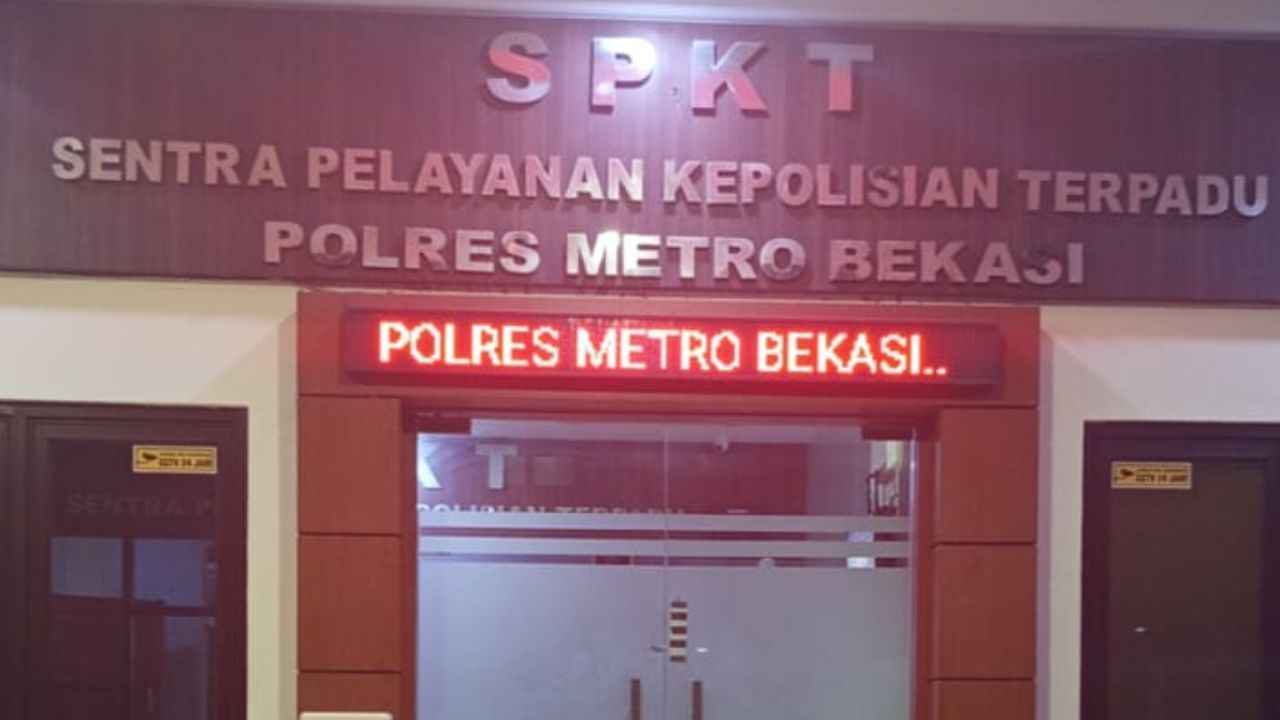 SPKT
SENTRA PELAYANAN KEPOLISIAN TERPADU
POLRES METRO BEKASI
POLRES METRO BEKASI..